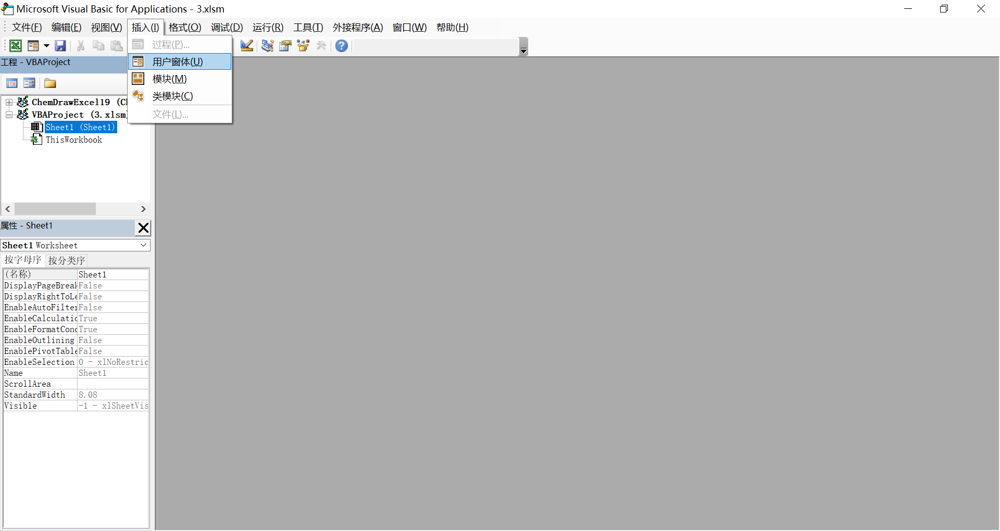 Microsoft Visual Basic for Applications - 3.xlsm
文件(F) 编辑(E) 视图(V) 插入(I) 格式(O) 调试(D) 运行(R) 工具(T) 外接程序(A) 窗口(W) 帮助(H)
过程(P)...
用户窗体(U)
模块(M)
类模块(C)
文件(L)...
工程 - VBAProject
ChemDrawExcel19 (Cl
VBAProject (3.xlsm)
Sheet1 (Sheet1)
ThisWorkbook
属性 - Sheet1
Sheet1 Worksheet
按字母序 按分类序
(名称) Sheet1
DisplayPageBreak False
DisplayRightToLe False
EnableAutoFilter False
EnableCalculatio True
EnableFormatCond True
EnableOutlining False
EnablePivotTable False
EnableSelection 0 - xlNoRestric
Name Sheet1
ScrollArea
StandardWidth 8.08
Visible -1 - xlSheetVis